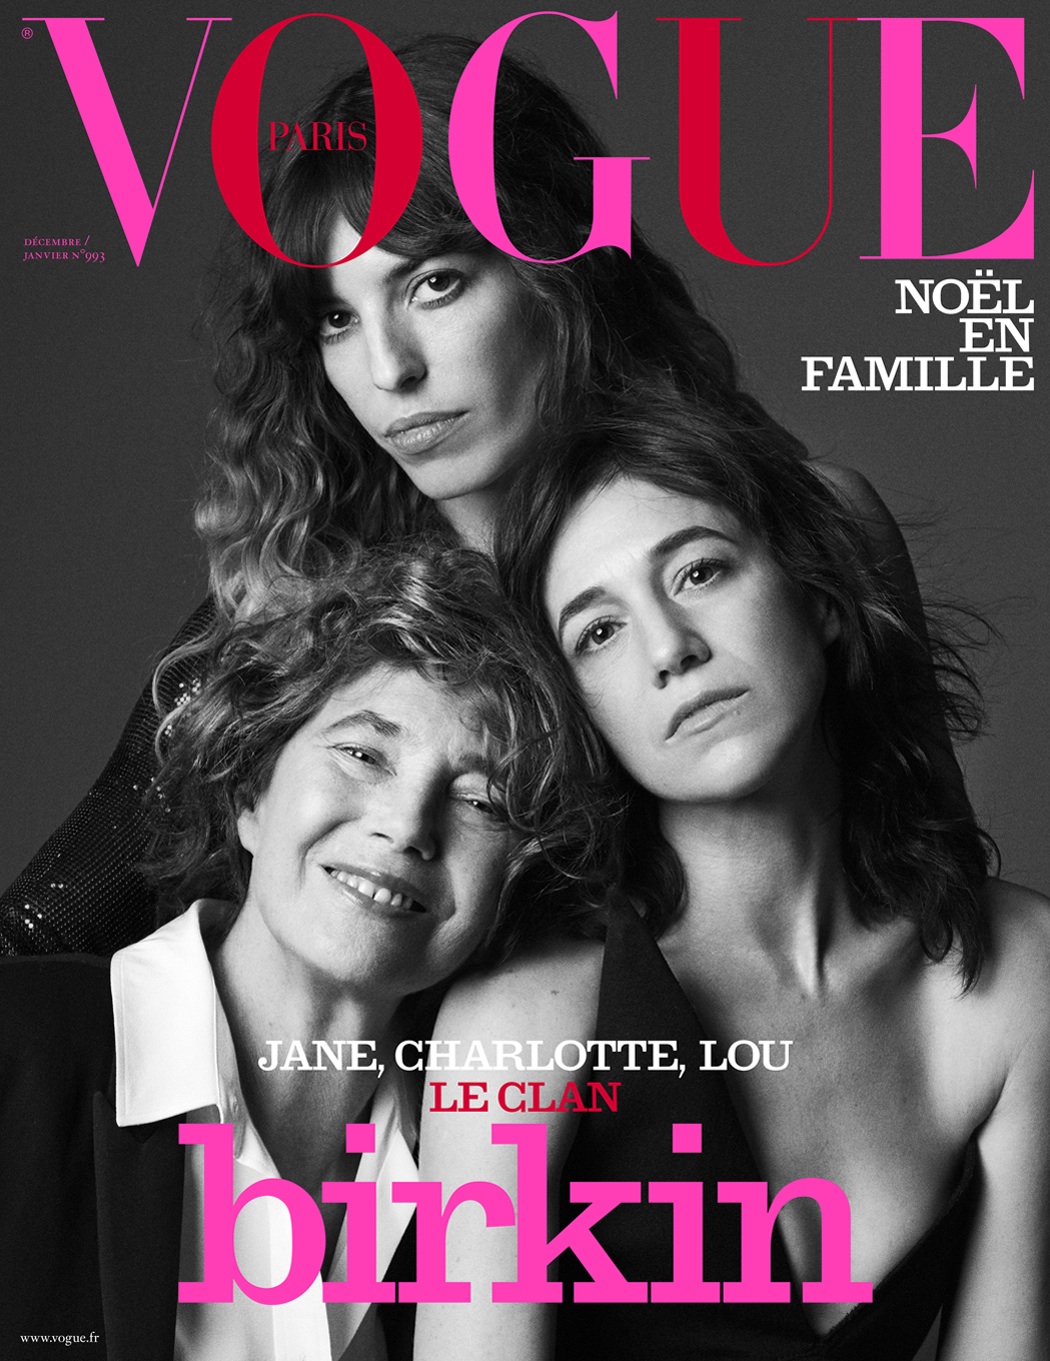 ®
VOGUE
PARIS
DÉCEMBRE /
JANVIER N°993
NOËL
EN
FAMILLE
JANE, CHARLOTTE, LOU
LE CLAN
birkin
www.vogue.fr